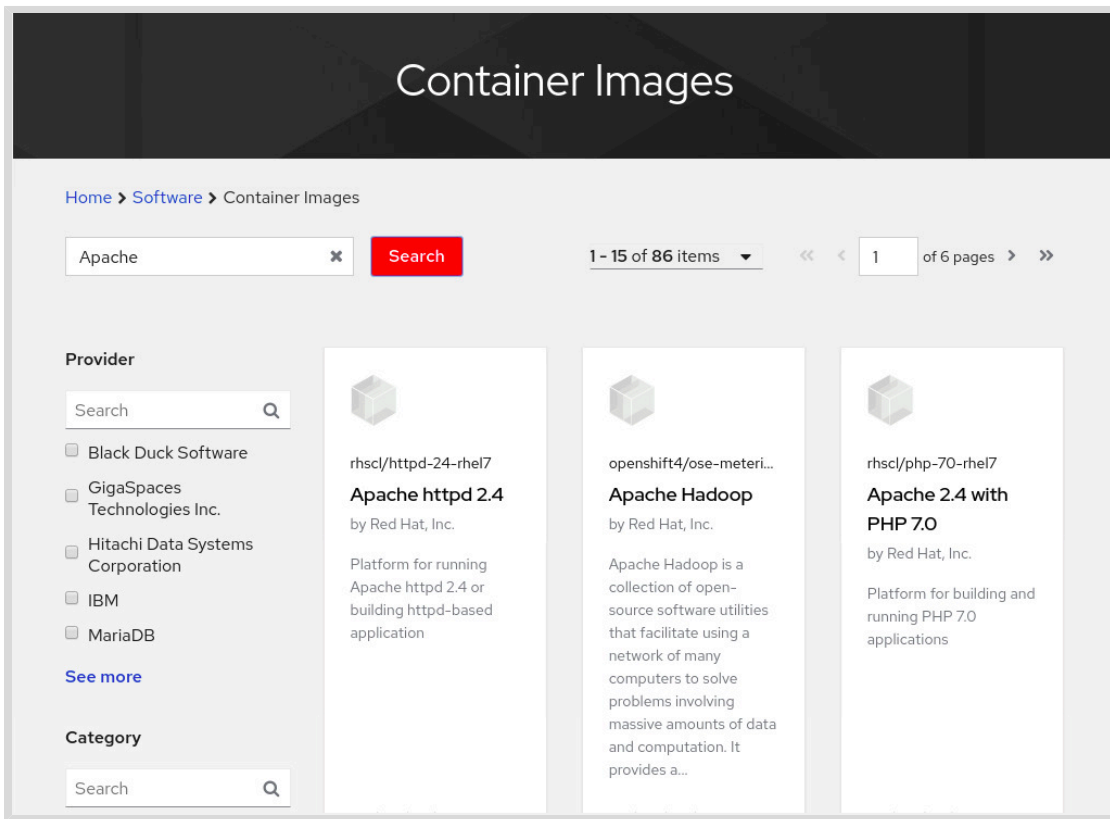 Container Images
Home > Software > Container Images
Apache ✖ Search 1 - 15 of 86 items 1 of 6 pages
Provider
Search
Black Duck Software
GigaSpaces
Technologies Inc.
Hitachi Data Systems
Corporation
IBM
MariaDB
See more
Category
Search
rhscl/httpd-24-rhel7
Apache httpd 2.4
by Red Hat, Inc.
Platform for running
Apache httpd 2.4 or
building httpd-based
application
openshift4/ose-meteri...
Apache Hadoop
by Red Hat, Inc.
Apache Hadoop is a
collection of open-
source software utilities
that facilitate using a
network of many
computers to solve
problems involving
massive amounts of data
and computation. It
provides a...
rhscl/php-70-rhel7
Apache 2.4 with
PHP 7.0
by Red Hat, Inc.
Platform for building and
running PHP 7.0
applications